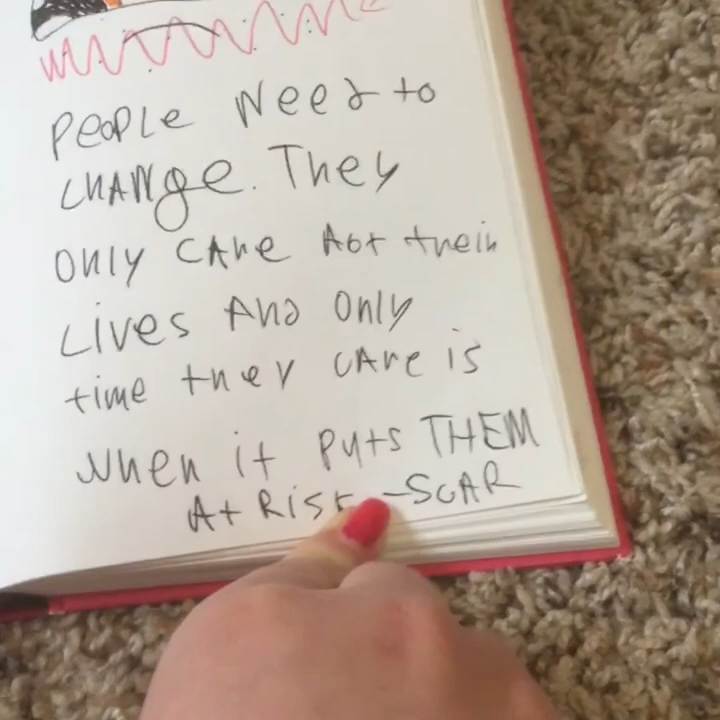 PeOPLe Need to
CHANge. They
ONly CAre Abt their
Lives AND Only
time they CAre is
when it puts THEM
At RiSk -SCAR